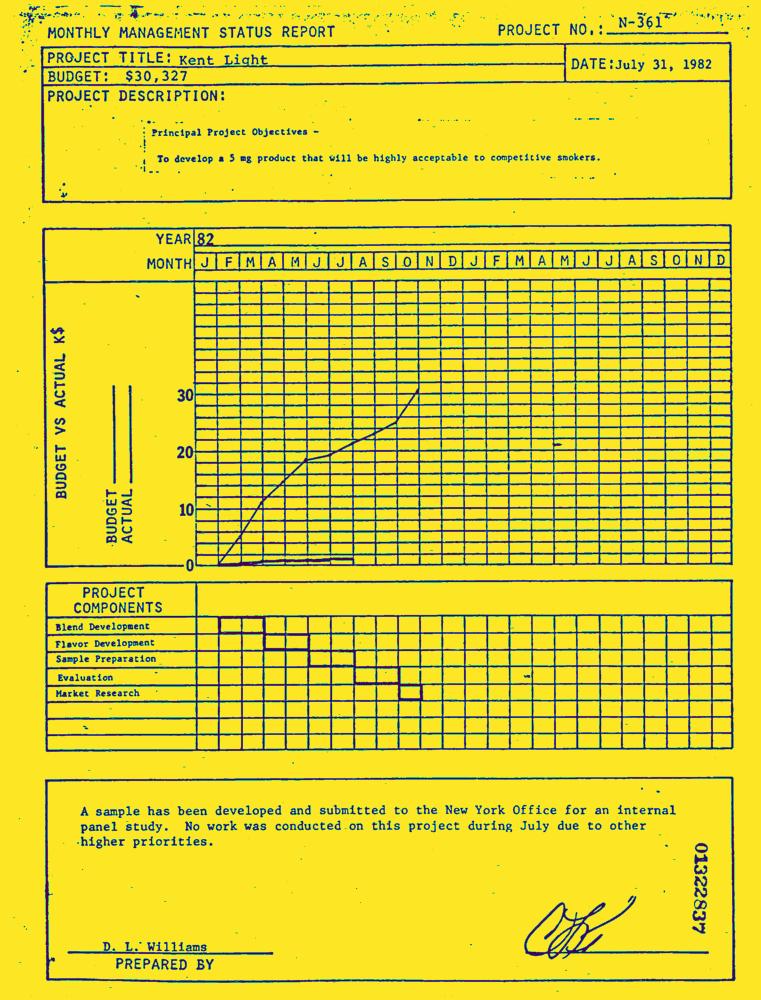 MONTHLY MANAGEMENT STATUS REPORT PROJECT NO.: N-361
PROJECT TITLE: Kent Light
DATE: July 31, 1982
BUDGET: $30,327
PROJECT DESCRIPTION:
Principal Project Objectives -
To develop a 5 mg product that will be highly acceptable to competitive smokers.
YEAR 82
MONTH J F M A M J J A S O N D J F M A M J J A S O N D
BUDGET VS ACTUAL K$
BUDGET
ACTUAL
30
20
10
0
PROJECT
COMPONENTS
Blend Development
Flavor Development
Sample Preparation
Evaluation
Market Research
A sample has been developed and submitted to the New York Office for an internal
panel study. No work was conducted on this project during July due to other
higher priorities.
01322837
D. L. Williams
PREPARED BY